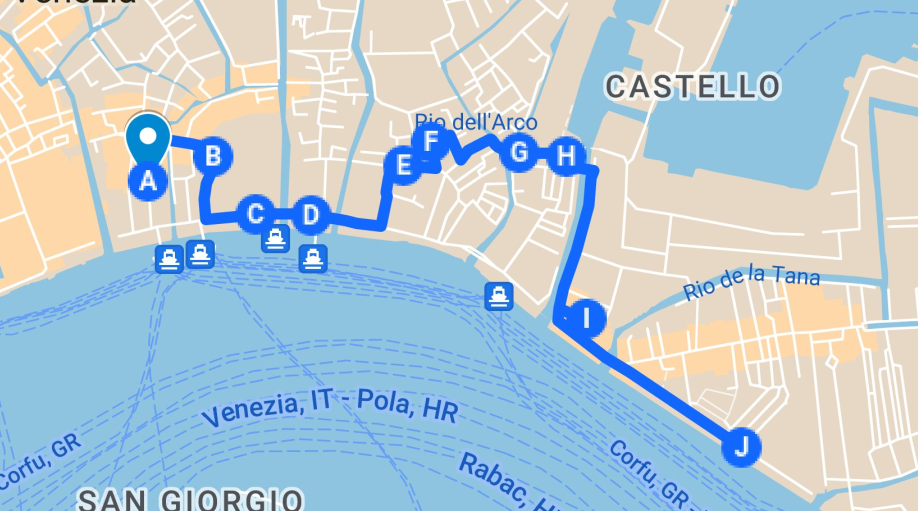 CASTELLO
Rio dell'Arco
F
B
G
H
E
A
C
D
Rio de la Tana
I
Venezia, IT - Pola, HR
J
Corfu, GR
Corfu, GR -
Rabac, H
SAN GIORGIO